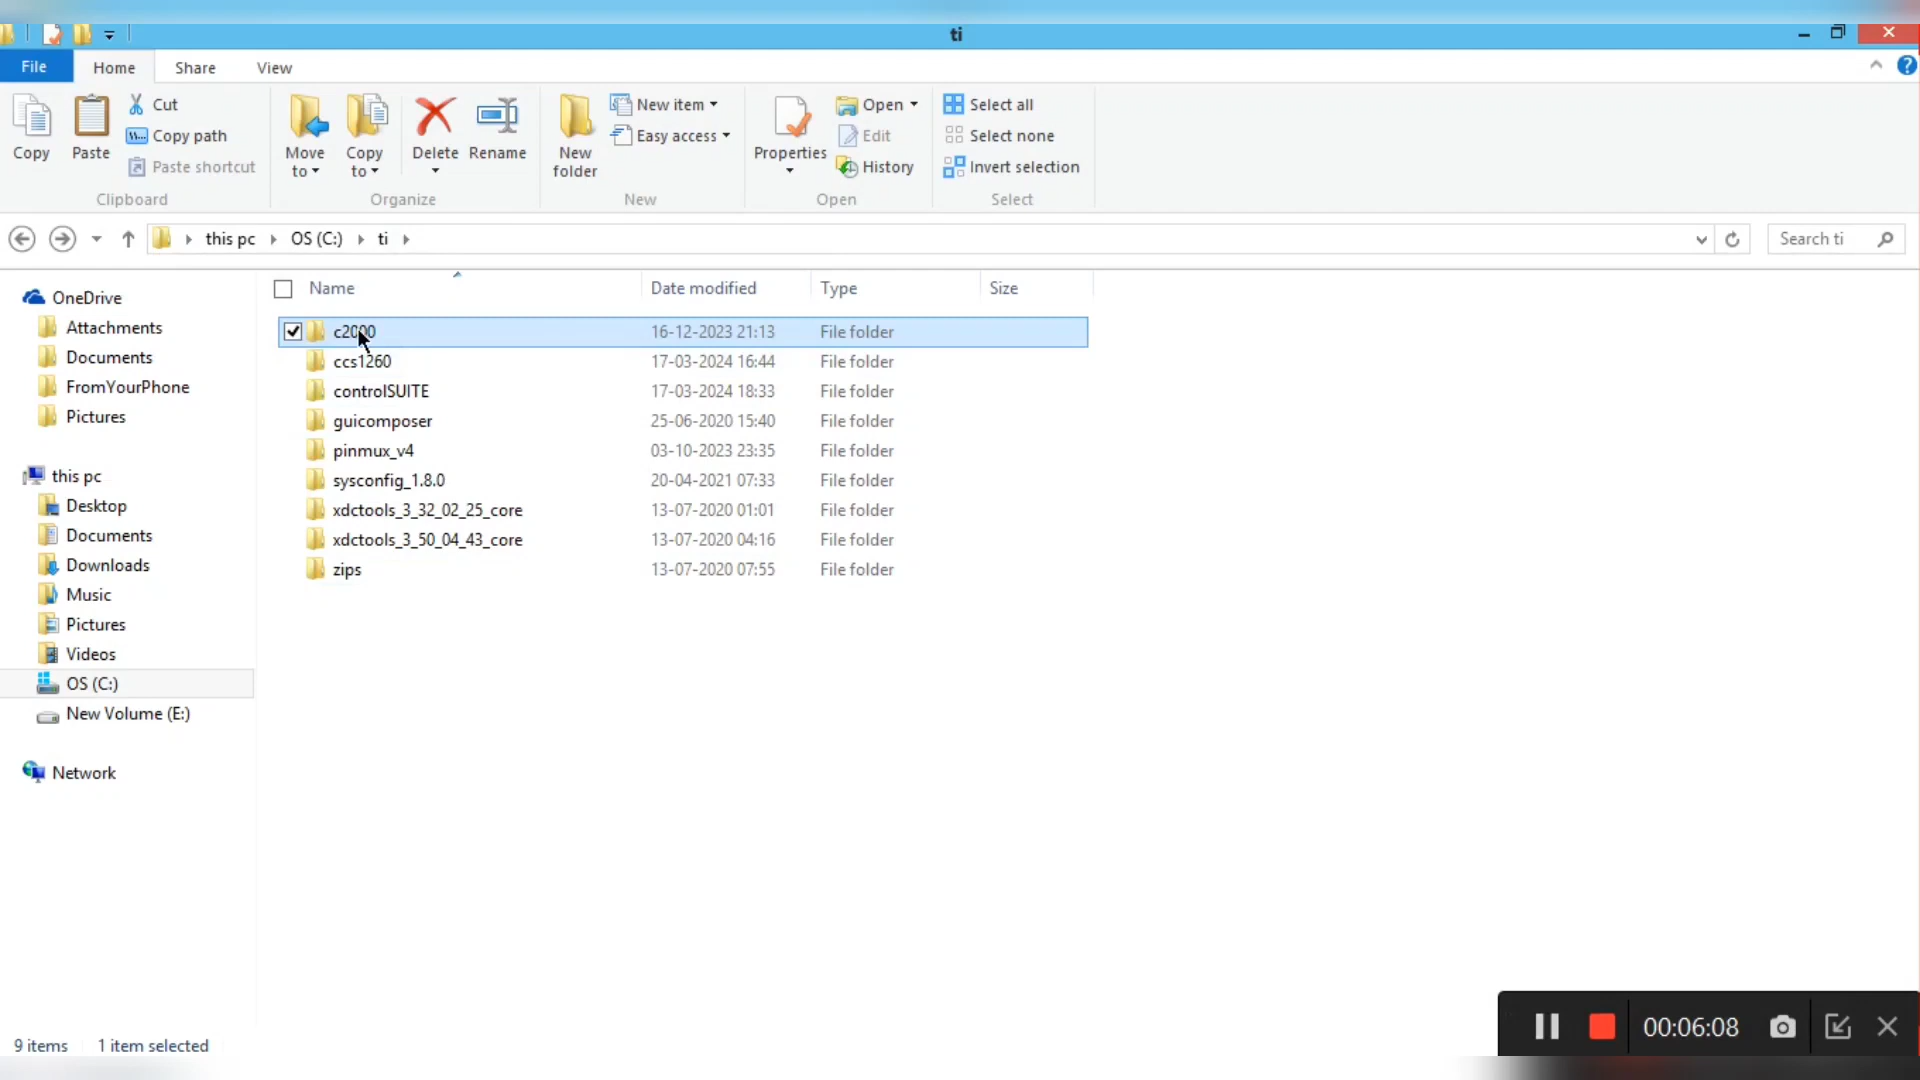 ti
File Home Share View
Copy
Paste
Cut
Copy path
Paste shortcut
Clipboard
Move to
Copy to
Delete
Rename
Organize
New folder
New item
Easy access
New
Properties
Open
Edit
History
Open
Select all
Select none
Invert selection
Select
this pc OS (C:) ti
Search ti
Name Date modified Type Size
c2000 16-12-2023 21:13 File folder
ccs1260 17-03-2024 16:44 File folder
controlSUITE 17-03-2024 18:33 File folder
guicomposer 25-06-2020 15:40 File folder
pinmux_v4 03-10-2023 23:35 File folder
sysconfig_1.8.0 20-04-2021 07:33 File folder
xdctools_3_32_02_25_core 13-07-2020 01:01 File folder
xdctools_3_50_04_43_core 13-07-2020 04:16 File folder
zips 13-07-2020 07:55 File folder
OneDrive
Attachments
Documents
FromYourPhone
Pictures
this pc
Desktop
Documents
Downloads
Music
Pictures
Videos
OS (C:)
New Volume (E:)
Network
9 items 1 item selected
00:06:08